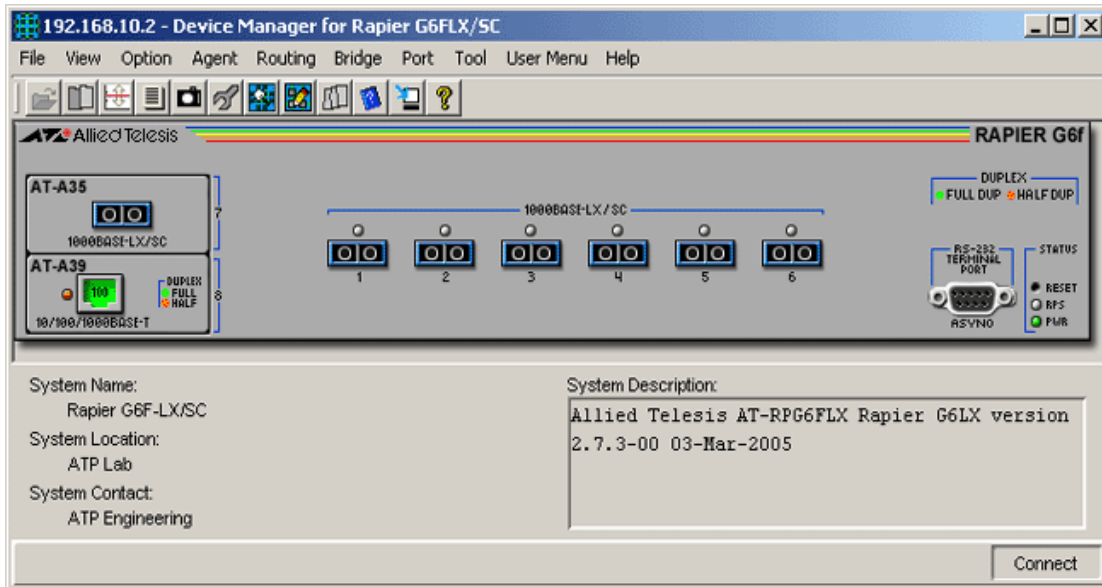 192.168.10.2 - Device Manager for Rapier G6FLX/SC
File View Option Agent Routing Bridge Port Tool User Menu Help
Allied Telesis
RAPIER G6f
AT-A35
7
1000BASE-LX/SC
AT-A39
100
DUPLEX
FULL
HALF
8
10/100/1000BASE-T
1000BASE-LX/SC
1 2 3 4 5 6
DUPLEX
FULL DUP HALF DUP
RS-232
TERMINAL
PORT
ASYN0
STATUS
RESET
RPS
PWR
System Name:
Rapier G6F-LX/SC
System Location:
ATP Lab
System Contact:
ATP Engineering
System Description:
Allied Telesis AT-RPG6FLX Rapier G6LX version
2.7.3-00 03-Mar-2005
Connect